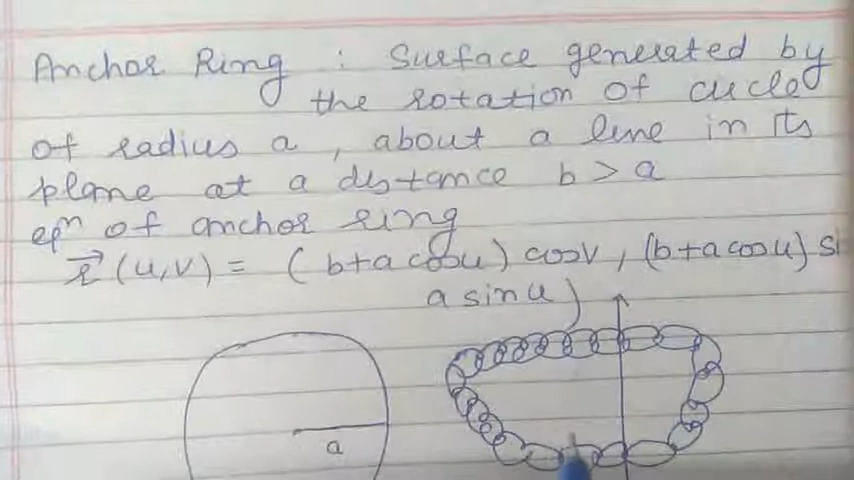 Anchor Ring : Surface generated by
the rotation of circle
of radius a, about a line in its
plane at a distance b > a
eqⁿ of anchor ring
r⃗ (u,v) = ( b+a cosu ) cosv, (b+a cosu) si
a sinu )
a